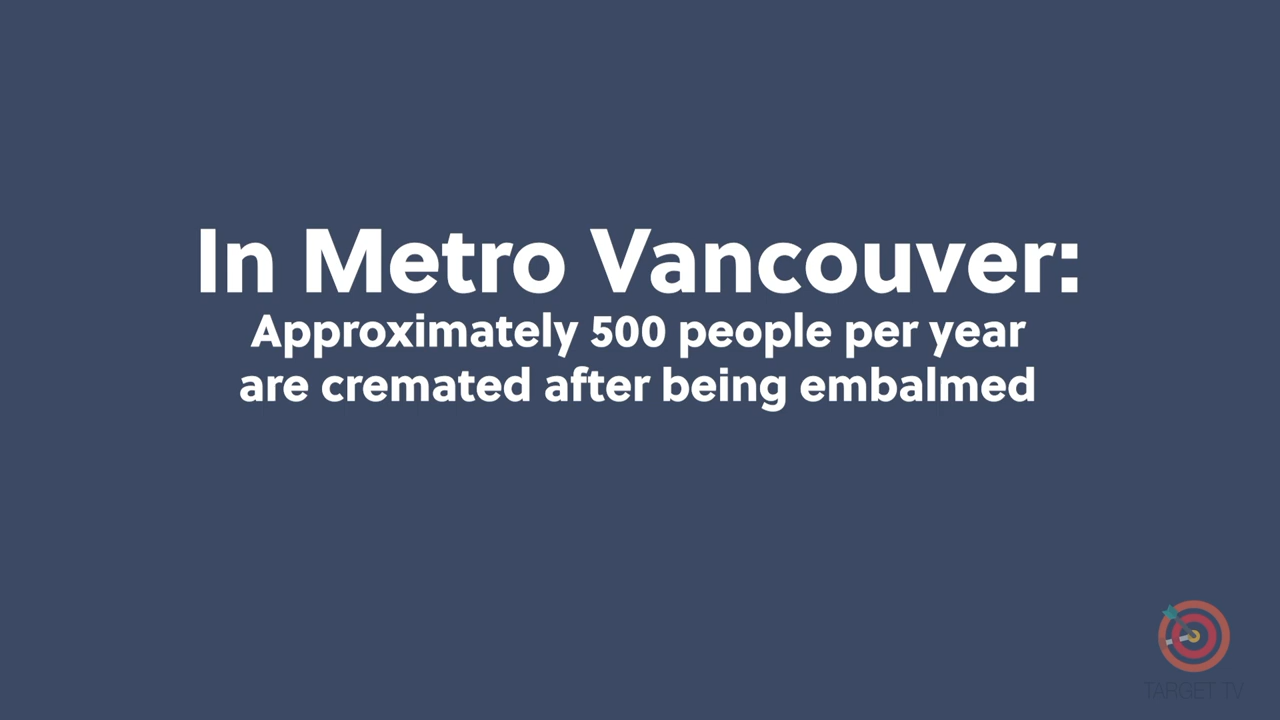 In Metro Vancouver:
Approximately 500 people per year
are cremated after being embalmed
TARGET TV